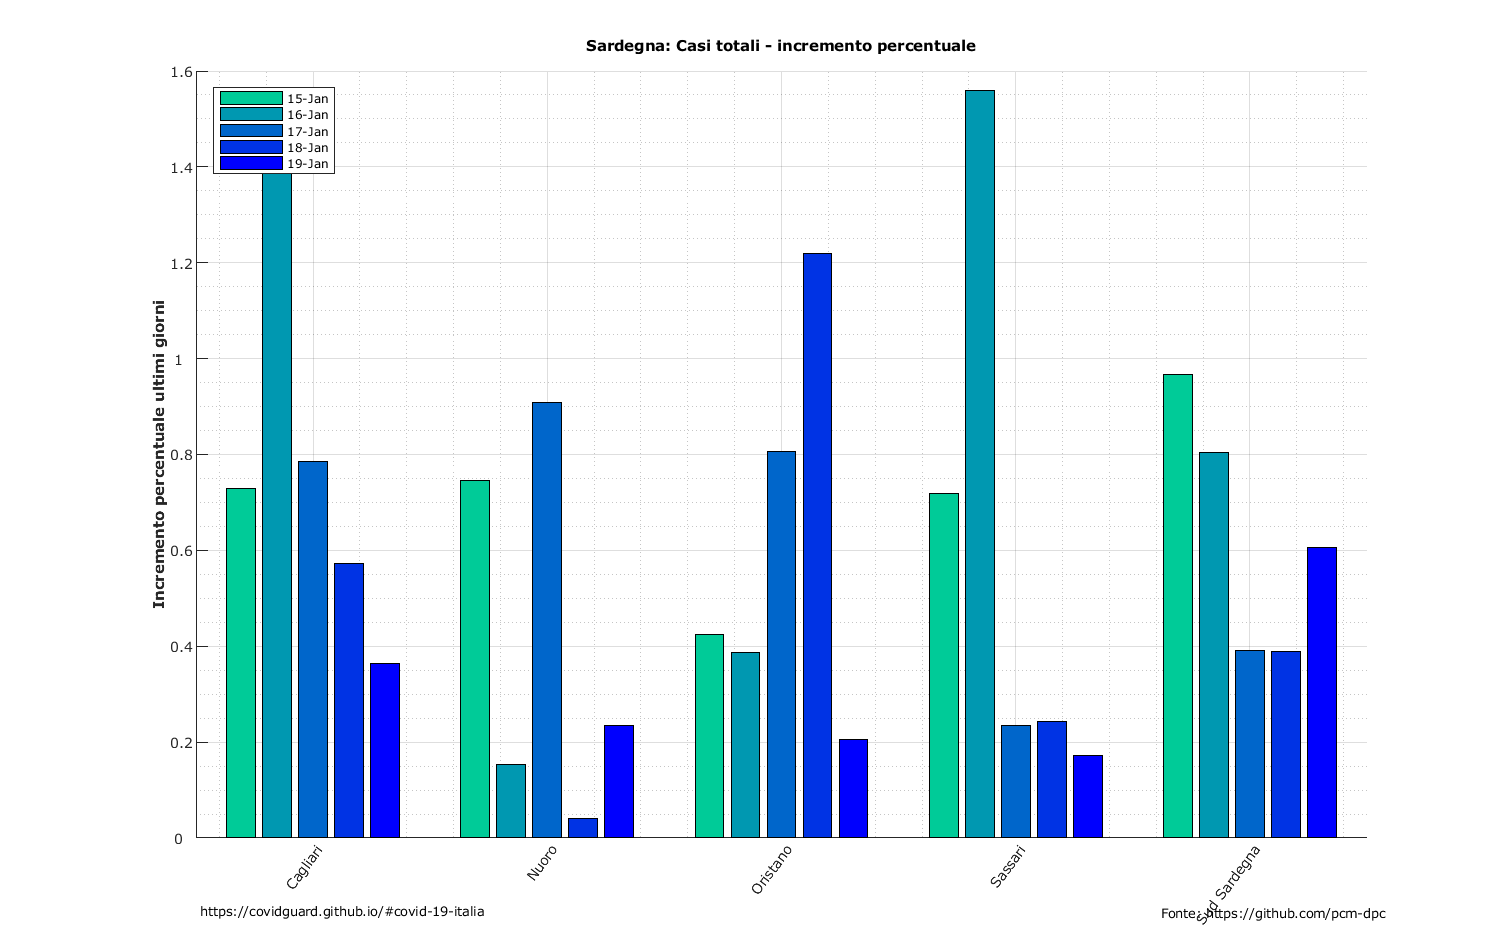 Sardegna: Casi totali - incremento percentuale
1.6
1.4
1.2
1
0.8
0.6
0.4
0.2
0
Incremento percentuale ultimi giorni
15-Jan
16-Jan
17-Jan
18-Jan
19-Jan
Cagliari
Nuoro
Oristano
Sassari
Sud Sardegna
https://covidguard.github.io/#covid-19-italia
Fonte: https://github.com/pcm-dpc